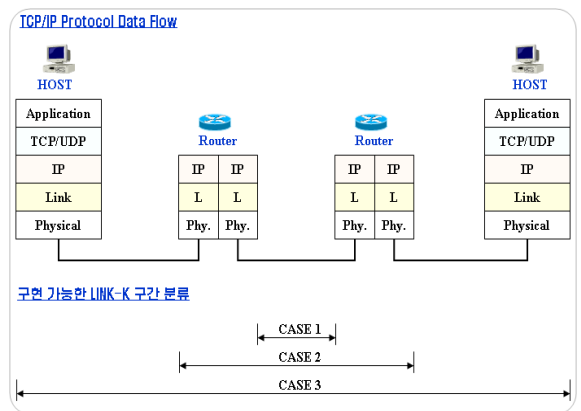 TCP/IP Protocol Data Flow
HOST HOST
Application Application
TCP/UDP Router Router TCP/UDP
IP IP IP IP IP IP
Link L L L L Link
Physical Phy. Phy. Phy. Phy. Physical
구현 가능한 LINK-K 구간 분류
CASE 1
CASE 2
CASE 3